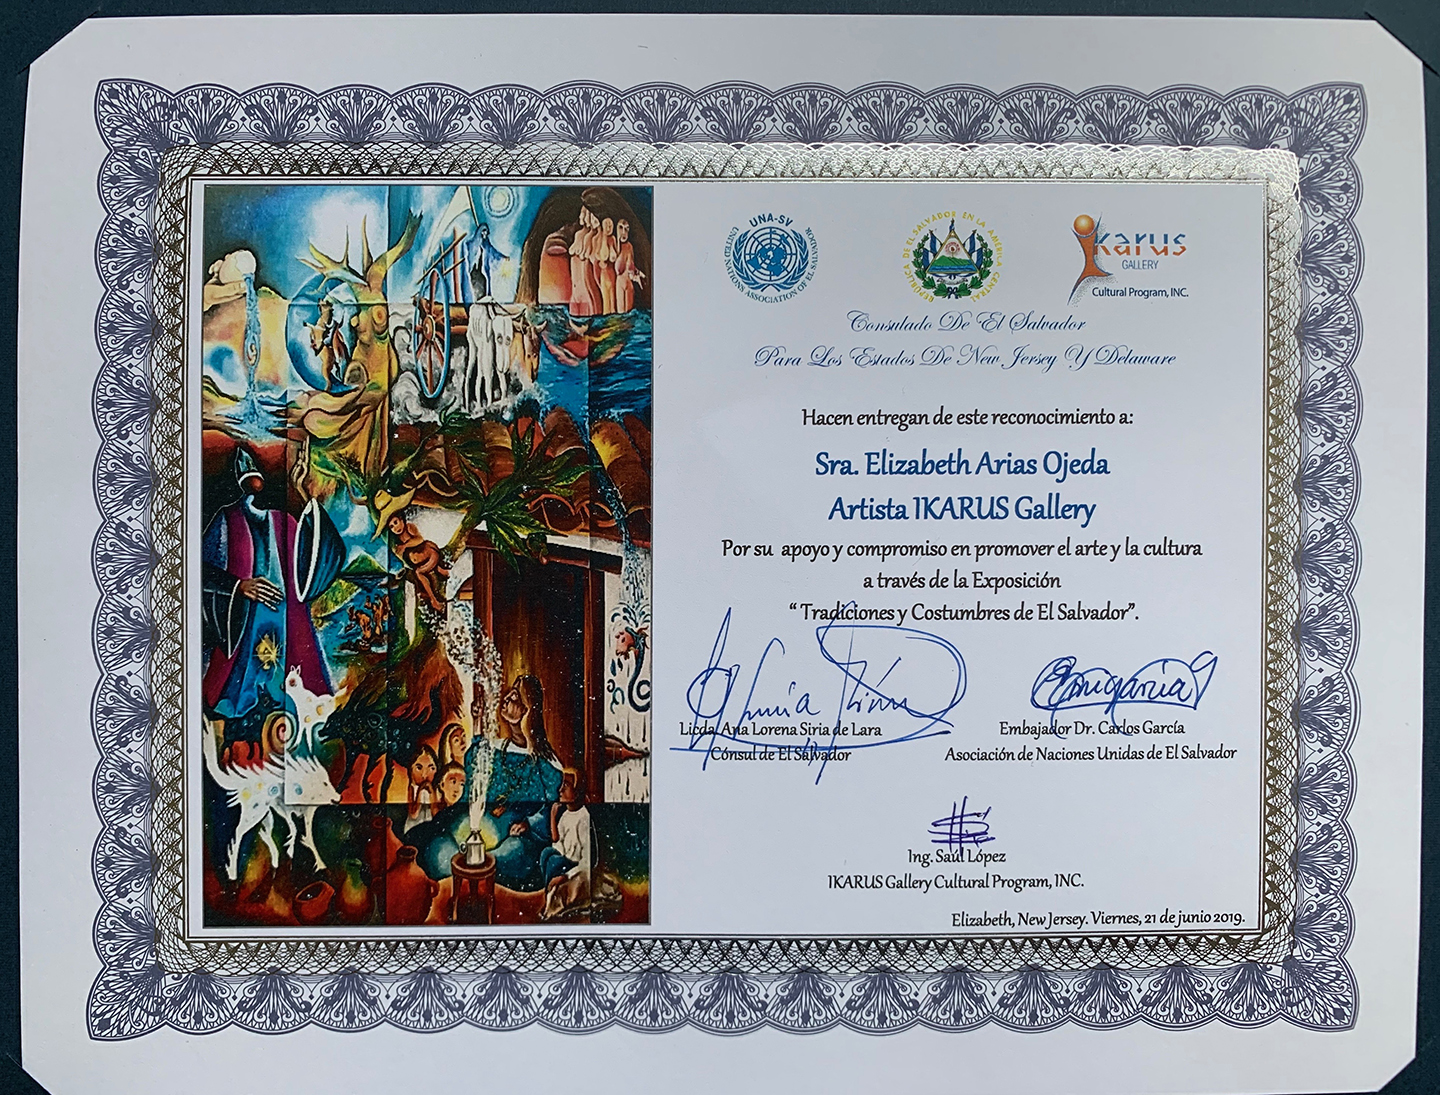 UNA-SV
UNITED NATIONS ASSOCIATION OF EL SALVADOR
REPÚBLICA DE EL SALVADOR EN LA AMÉRICA CENTRAL
Ikarus
GALLERY
Cultural Program, INC.
Consulado De El Salvador
Para Los Estados De New Jersey Y Delaware
Hacen entregan de este reconocimiento a:
Sra. Elizabeth Arias Ojeda
Artista IKARUS Gallery
Por su apoyo y compromiso en promover el arte y la cultura
a través de la Exposición
“Tradiciones y Costumbres de El Salvador”.
Licda. Ana Lorena Siria de Lara
Cónsul de El Salvador
Embajador Dr. Carlos García
Asociación de Naciones Unidas de El Salvador
Ing. Saúl López
IKARUS Gallery Cultural Program, INC.
Elizabeth, New Jersey. Viernes, 21 de junio 2019.